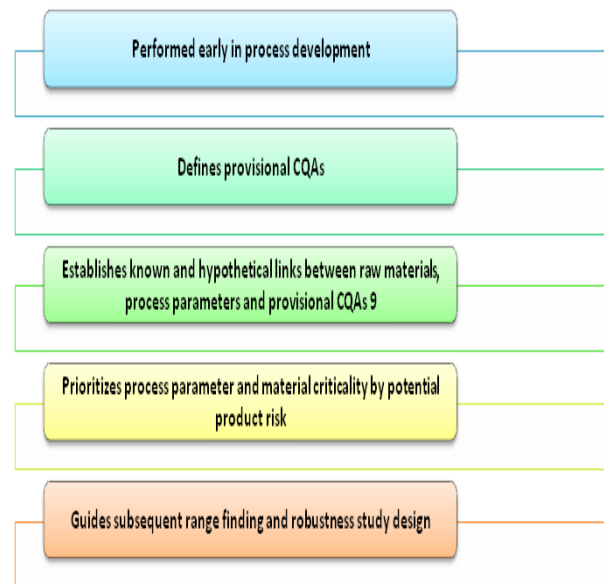 Performed early in process development
Defines provisional CQAs
Establishes known and hypothetical links between raw materials,
process parameters and provisional CQAs 9
Prioritizes process parameter and material criticality by potential
product risk
Guides subsequent range finding and robustness study design